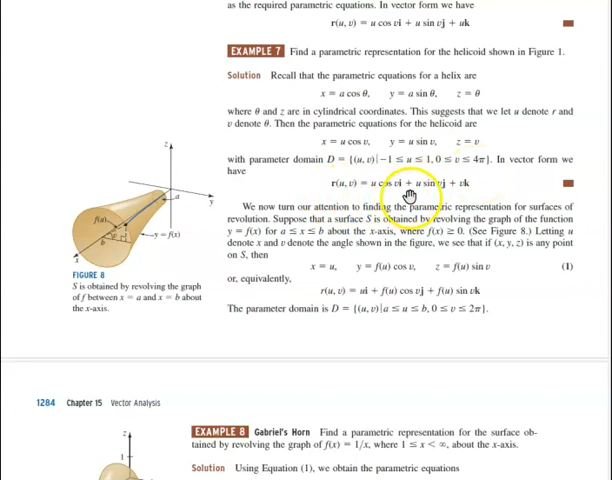 as the required parametric equations. In vector form we have
r(u, v) = u cos vi + u sin vj + uk
EXAMPLE 7 Find a parametric representation for the helicoid shown in Figure 1.
Solution Recall that the parametric equations for a helix are
x = a cos θ, y = a sin θ, z = θ
where θ and z are in cylindrical coordinates. This suggests that we let u denote r and
v denote θ. Then the parametric equations for the helicoid are
x = u cos v, y = u sin v, z = v
with parameter domain D = {(u, v)|−1 ≤ u ≤ 1, 0 ≤ v ≤ 4π}. In vector form we
have
r(u, v) = u cos vi + u sin vj + vk
We now turn our attention to finding the parametric representation for surfaces of
revolution. Suppose that a surface S is obtained by revolving the graph of the function
y = f(x) for a ≤ x ≤ b about the x-axis, where f(x) ≥ 0. (See Figure 8.) Letting u
denote x and v denote the angle shown in the figure, we see that if (x, y, z) is any point
on S, then
x = u, y = f(u) cos v, z = f(u) sin v (1)
or, equivalently,
r(u, v) = ui + f(u) cos vj + f(u) sin vk
The parameter domain is D = {(u, v)|a ≤ u ≤ b, 0 ≤ v ≤ 2π}.
z
a
y
f(u)
b
y = f(x)
x
FIGURE 8
S is obtained by revolving the graph
of f between x = a and x = b about
the x-axis.
1284 Chapter 15 Vector Analysis
z
1
EXAMPLE 8 Gabriel's Horn Find a parametric representation for the surface ob-
tained by revolving the graph of f(x) = 1/x, where 1 ≤ x < ∞, about the x-axis.
Solution Using Equation (1), we obtain the parametric equations